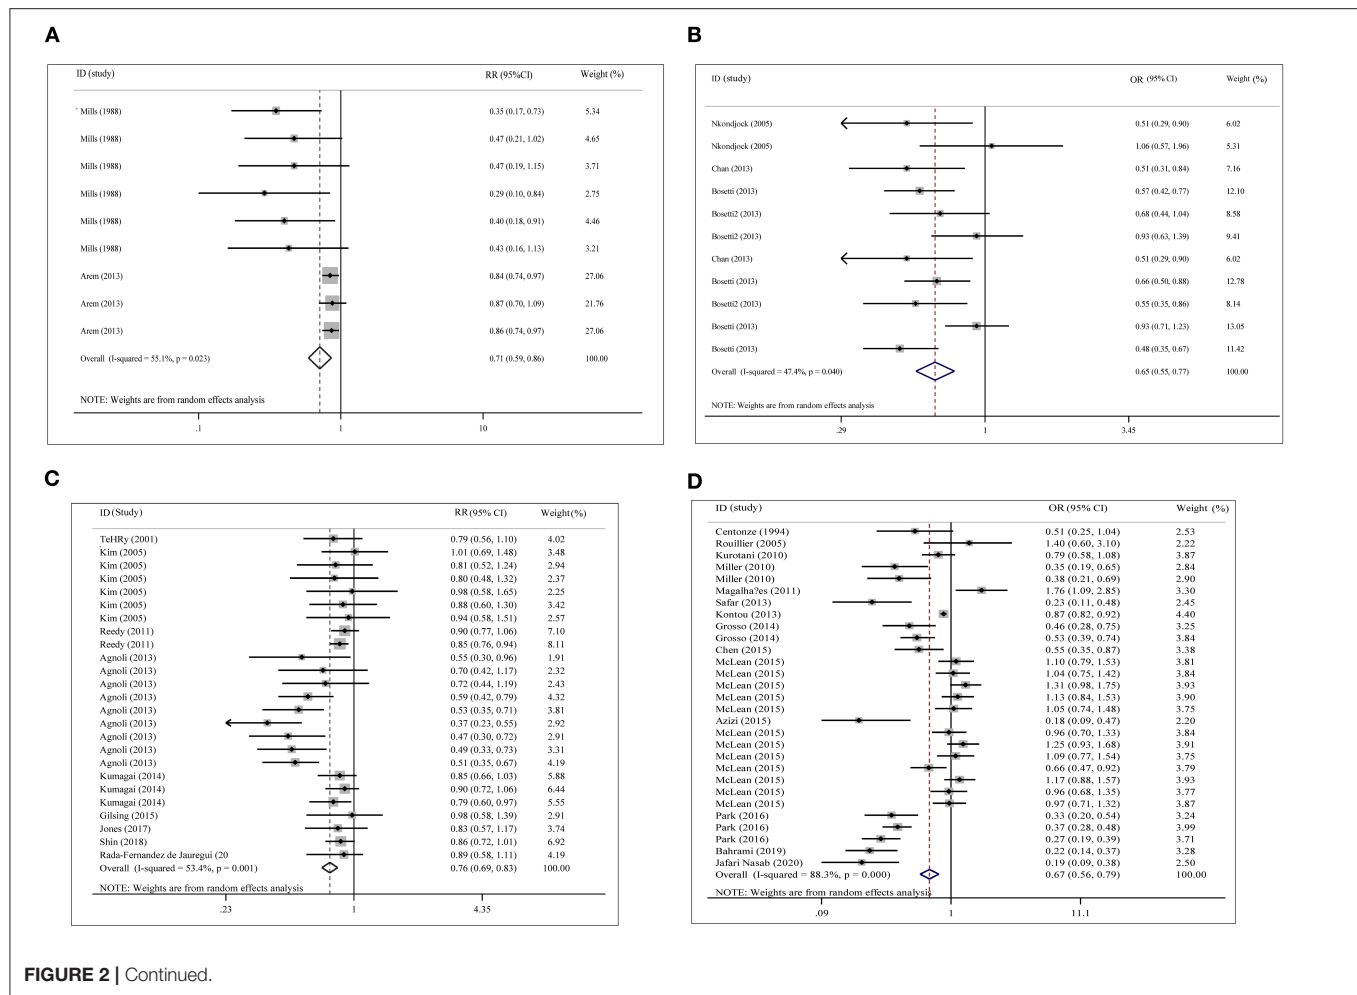 A
ID (study) RR (95%CI) Weight (%)
Mills (1988) 0.35 (0.17, 0.73) 5.34
Mills (1988) 0.47 (0.21, 1.02) 4.65
Mills (1988) 0.47 (0.19, 1.15) 3.71
Mills (1988) 0.29 (0.10, 0.84) 2.75
Mills (1988) 0.40 (0.18, 0.91) 4.46
Mills (1988) 0.43 (0.16, 1.13) 3.21
Arem (2013) 0.84 (0.74, 0.97) 27.06
Arem (2013) 0.87 (0.70, 1.09) 21.76
Arem (2013) 0.86 (0.74, 0.97) 27.06
Overall (I-squared = 55.1%, p = 0.023) 0.71 (0.59, 0.86) 100.00
NOTE: Weights are from random effects analysis
.1 1 10
B
ID (study) OR (95% CI) Weight (%)
Nkondjock (2005) 0.51 (0.29, 0.90) 6.02
Nkondjock (2005) 1.06 (0.57, 1.96) 5.31
Chan (2013) 0.51 (0.31, 0.84) 7.16
Bosetti (2013) 0.57 (0.42, 0.77) 12.10
Bosetti2 (2013) 0.68 (0.44, 1.04) 8.58
Bosetti2 (2013) 0.93 (0.63, 1.39) 9.41
Chan (2013) 0.51 (0.29, 0.90) 6.02
Bosetti (2013) 0.66 (0.50, 0.88) 12.78
Bosetti2 (2013) 0.55 (0.35, 0.86) 8.14
Bosetti (2013) 0.93 (0.71, 1.23) 13.05
Bosetti (2013) 0.48 (0.35, 0.67) 11.42
Overall (I-squared = 47.4%, p = 0.040) 0.65 (0.55, 0.77) 100.00
NOTE: Weights are from random effects analysis
.29 1 3.45
C
ID (Study) RR (95% CI) Weight (%)
TeHRy (2001) 0.79 (0.56, 1.10) 4.02
Kim (2005) 1.01 (0.69, 1.48) 3.48
Kim (2005) 0.81 (0.52, 1.24) 2.94
Kim (2005) 0.80 (0.48, 1.32) 2.37
Kim (2005) 0.98 (0.58, 1.65) 2.25
Kim (2005) 0.88 (0.60, 1.30) 3.42
Kim (2005) 0.94 (0.58, 1.51) 2.57
Reedy (2011) 0.90 (0.77, 1.06) 7.10
Reedy (2011) 0.85 (0.76, 0.94) 8.11
Agnoli (2013) 0.55 (0.30, 0.96) 1.91
Agnoli (2013) 0.70 (0.42, 1.17) 2.32
Agnoli (2013) 0.72 (0.44, 1.19) 2.43
Agnoli (2013) 0.59 (0.42, 0.79) 4.32
Agnoli (2013) 0.53 (0.35, 0.71) 3.81
Agnoli (2013) 0.37 (0.23, 0.55) 2.92
Agnoli (2013) 0.47 (0.30, 0.72) 2.91
Agnoli (2013) 0.49 (0.33, 0.73) 3.31
Agnoli (2013) 0.51 (0.35, 0.67) 4.19
Kumagai (2014) 0.85 (0.66, 1.03) 5.88
Kumagai (2014) 0.90 (0.72, 1.06) 6.44
Kumagai (2014) 0.79 (0.60, 0.97) 5.55
Gilsing (2015) 0.98 (0.58, 1.39) 2.91
Jones (2017) 0.83 (0.57, 1.17) 3.74
Shin (2018) 0.86 (0.72, 1.01) 6.92
Rada-Fernandez de Jauregui (20 0.89 (0.58, 1.11) 4.19
Overall (I-squared = 53.4%, p = 0.001) 0.76 (0.69, 0.83) 100.00
NOTE: Weights are from random effects analysis
.23 1 4.35
D
ID (study) OR (95% CI) Weight (%)
Centonze (1994) 0.51 (0.25, 1.04) 2.53
Rouillier (2005) 1.40 (0.60, 3.10) 2.22
Kurotani (2010) 0.79 (0.58, 1.08) 3.87
Miller (2010) 0.35 (0.19, 0.65) 2.84
Miller (2010) 0.38 (0.21, 0.69) 2.90
Magalha?es (2011) 1.76 (1.09, 2.85) 3.30
Safar (2013) 0.23 (0.11, 0.48) 2.45
Kontou (2013) 0.87 (0.82, 0.92) 4.40
Grosso (2014) 0.46 (0.28, 0.75) 3.25
Grosso (2014) 0.53 (0.39, 0.74) 3.84
Chen (2015) 0.55 (0.35, 0.87) 3.38
McLean (2015) 1.10 (0.79, 1.53) 3.81
McLean (2015) 1.04 (0.75, 1.42) 3.84
McLean (2015) 1.31 (0.98, 1.75) 3.93
McLean (2015) 1.13 (0.84, 1.53) 3.90
McLean (2015) 1.05 (0.74, 1.48) 3.75
Azizi (2015) 0.18 (0.09, 0.47) 2.20
McLean (2015) 0.96 (0.70, 1.33) 3.84
McLean (2015) 1.25 (0.93, 1.68) 3.91
McLean (2015) 1.09 (0.77, 1.54) 3.75
McLean (2015) 0.66 (0.47, 0.92) 3.79
McLean (2015) 1.17 (0.88, 1.57) 3.93
McLean (2015) 0.96 (0.68, 1.35) 3.77
McLean (2015) 0.97 (0.71, 1.32) 3.87
Park (2016) 0.33 (0.20, 0.54) 3.24
Park (2016) 0.37 (0.28, 0.48) 3.99
Park (2016) 0.27 (0.19, 0.39) 3.71
Bahrami (2019) 0.22 (0.14, 0.37) 3.28
Jafari Nasab (2020) 0.19 (0.09, 0.38) 2.50
Overall (I-squared = 88.3%, p = 0.000) 0.67 (0.56, 0.79) 100.00
NOTE: Weights are from random effects analysis
.09 1 11.1
FIGURE 2 | Continued.